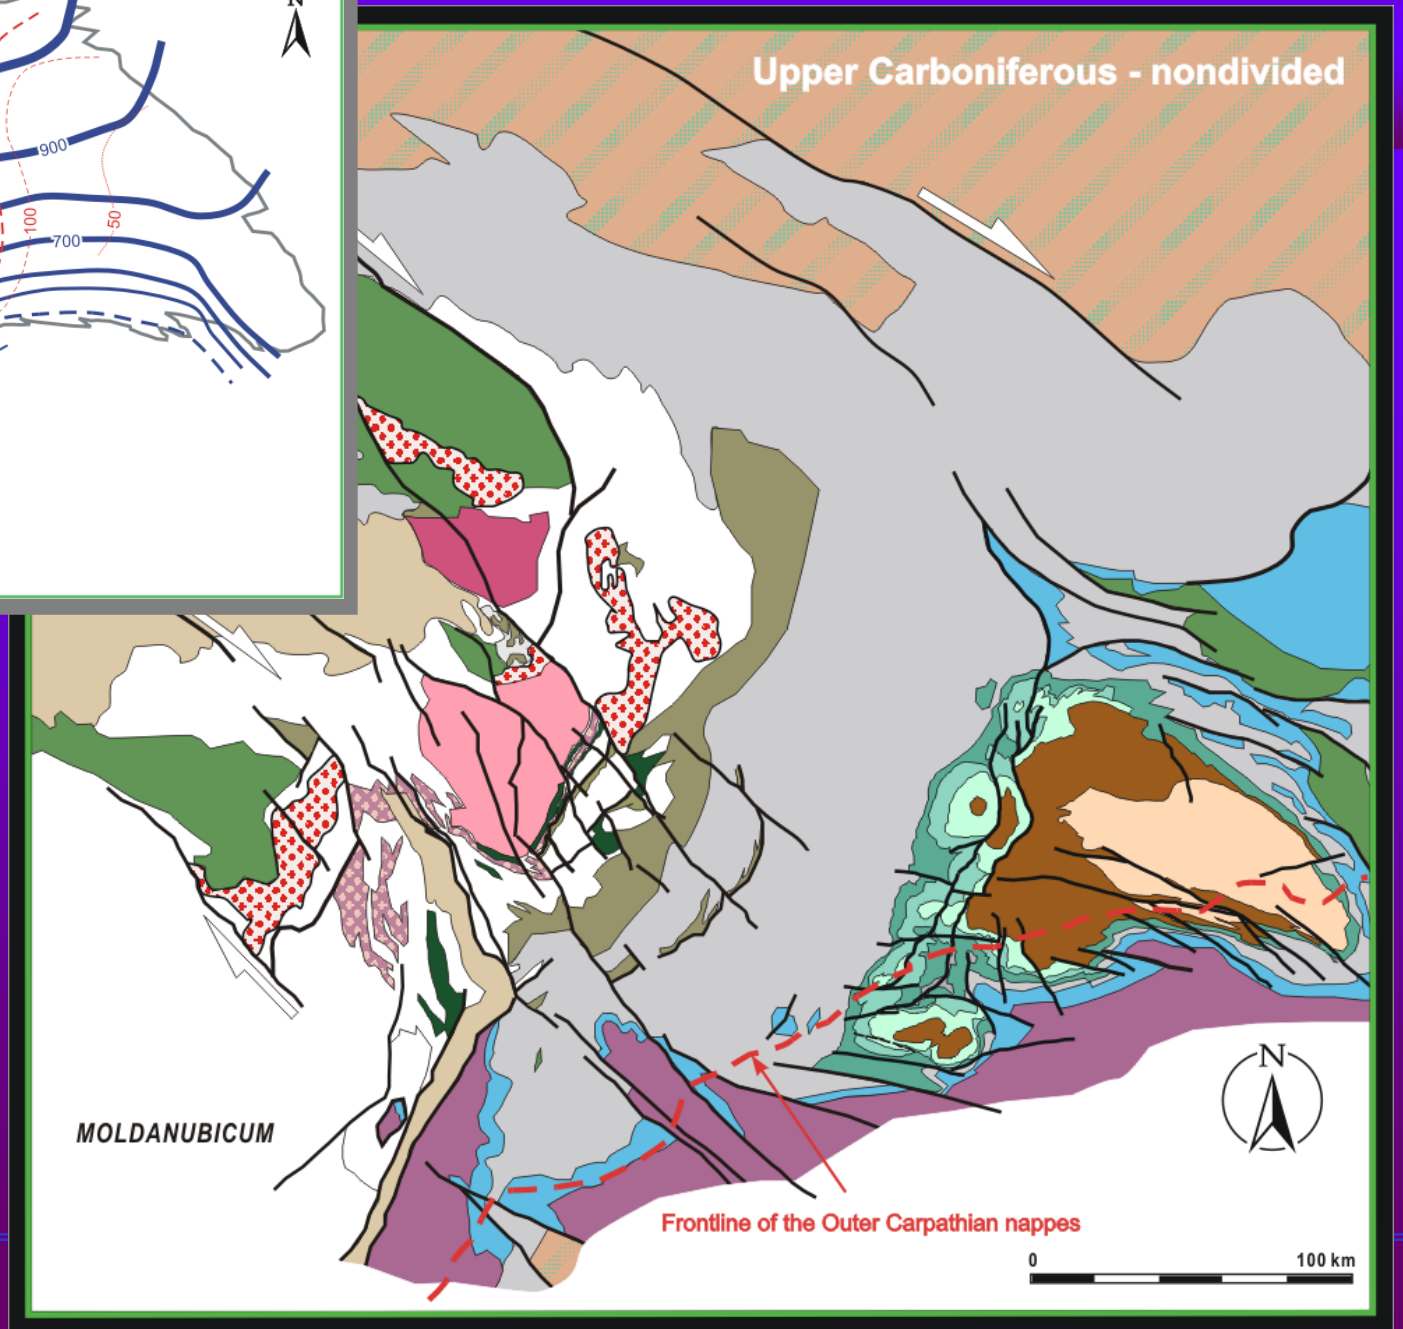 N
Upper Carboniferous - nondivided
900
100
50
700
N
MOLDANUBICUM
Frontline of the Outer Carpathian nappes
0 100 km